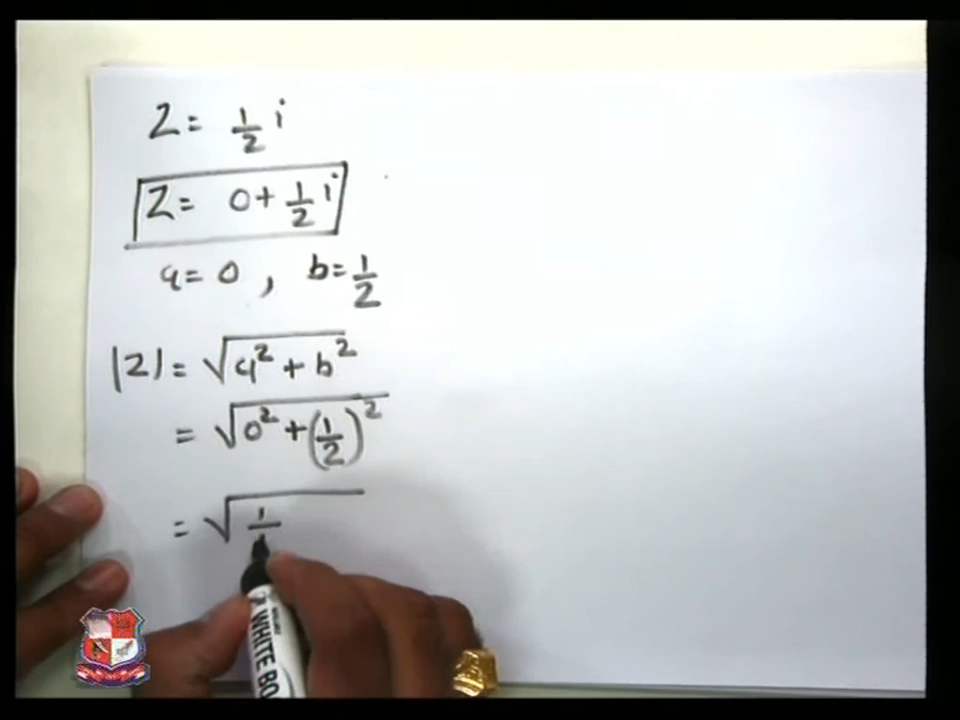 Z = 1/2 i
Z = 0 + 1/2 i
a = 0 , b = 1/2
|Z| = √(a² + b²)
= √(0² + (1/2)²)
= √(1/
WHITE BO